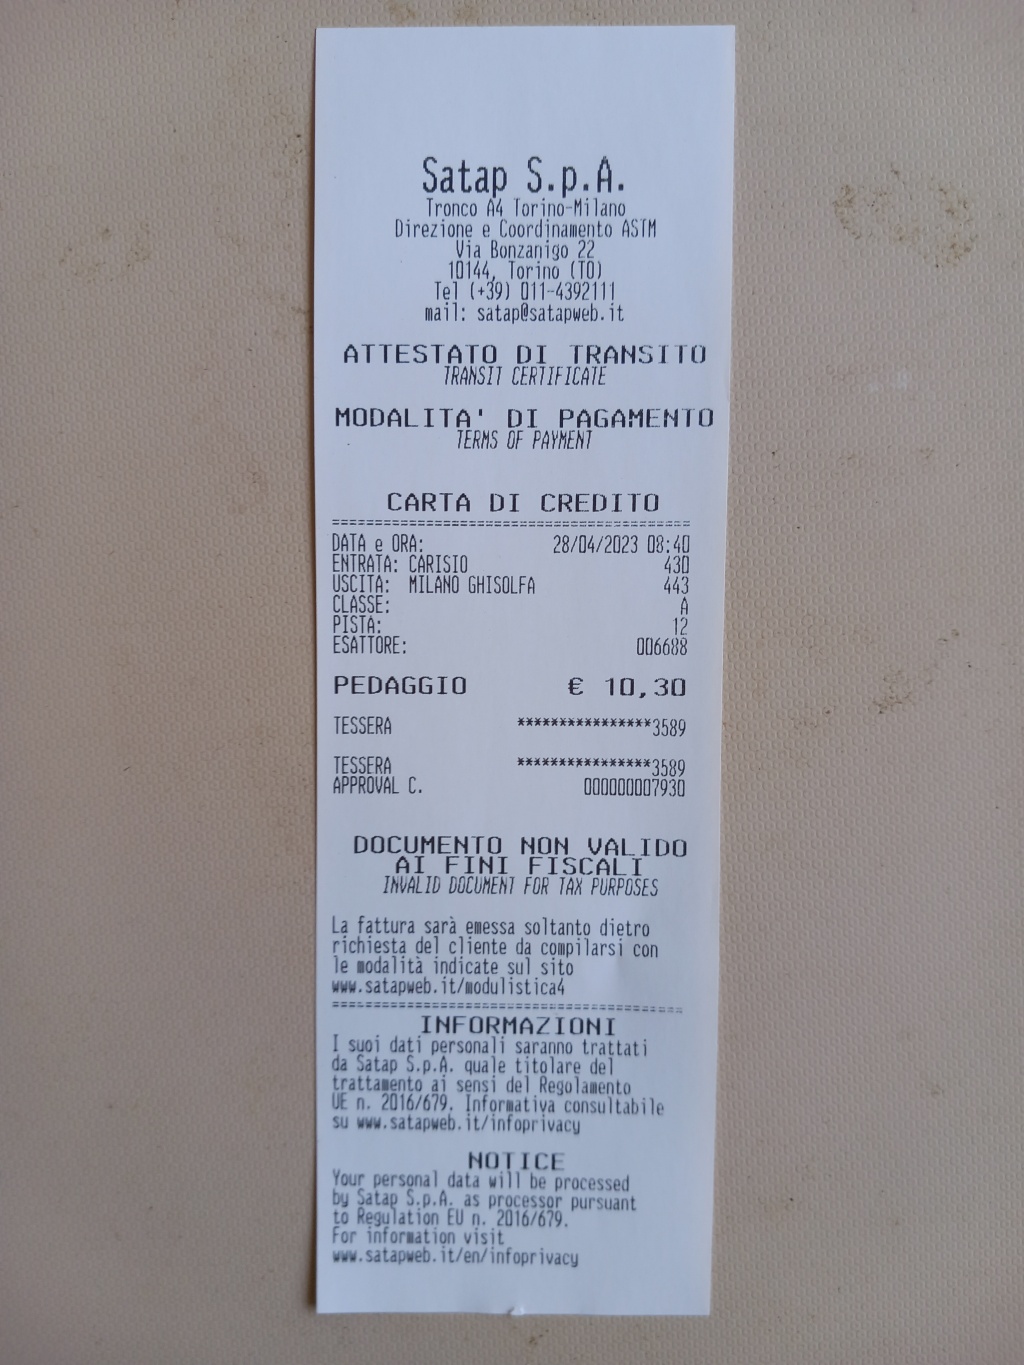 Satap S.p.A.
Tronco A4 Torino-Milano
Direzione e Coordinamento ASTM
Via Bonzanigo 22
10144, Torino (TO)
Tel (+39) 011-4392111
mail: satap@satapweb.it
ATTESTATO DI TRANSITO
TRANSIT CERTIFICATE
MODALITA' DI PAGAMENTO
TERMS OF PAYMENT
CARTA DI CREDITO
===========================================
DATA e ORA: 28/04/2023 08:40
ENTRATA: CARISIO 430
USCITA: MILANO GHISOLFA 443
CLASSE: A
PISTA: 12
ESATTORE: 006688
PEDAGGIO € 10,30
TESSERA ****************3589
TESSERA ****************3589
APPROVAL C. 000000007930
DOCUMENTO NON VALIDO
AI FINI FISCALI
INVALID DOCUMENT FOR TAX PURPOSES
La fattura sarà emessa soltanto dietro
richiesta del cliente da compilarsi con
le modalità indicate sul sito
www.satapweb.it/modulistica4
===========================================
INFORMAZIONI
I suoi dati personali saranno trattati
da Satap S.p.A. quale titolare del
trattamento ai sensi del Regolamento
UE n. 2016/679. Informativa consultabile
su www.satapweb.it/infoprivacy
NOTICE
Your personal data will be processed
by Satap S.p.A. as processor pursuant
to Regulation EU n. 2016/679.
For information visit
www.satapweb.it/en/infoprivacy